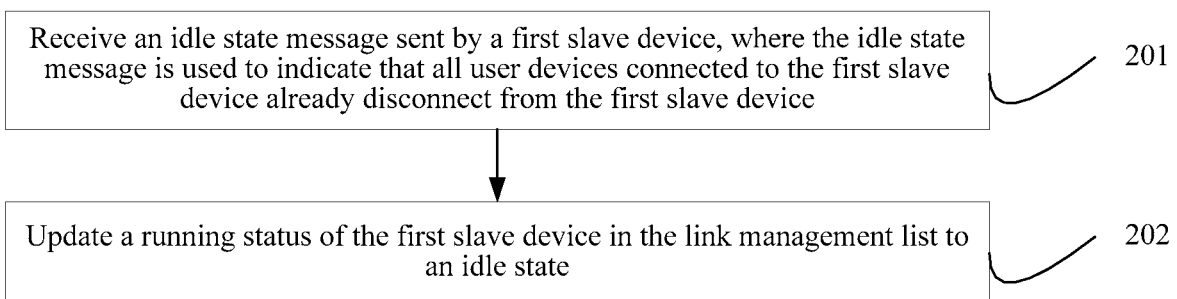 Receive an idle state message sent by a first slave device, where the idle state
message is used to indicate that all user devices connected to the first slave
device already disconnect from the first slave device
201
Update a running status of the first slave device in the link management list to
an idle state
202